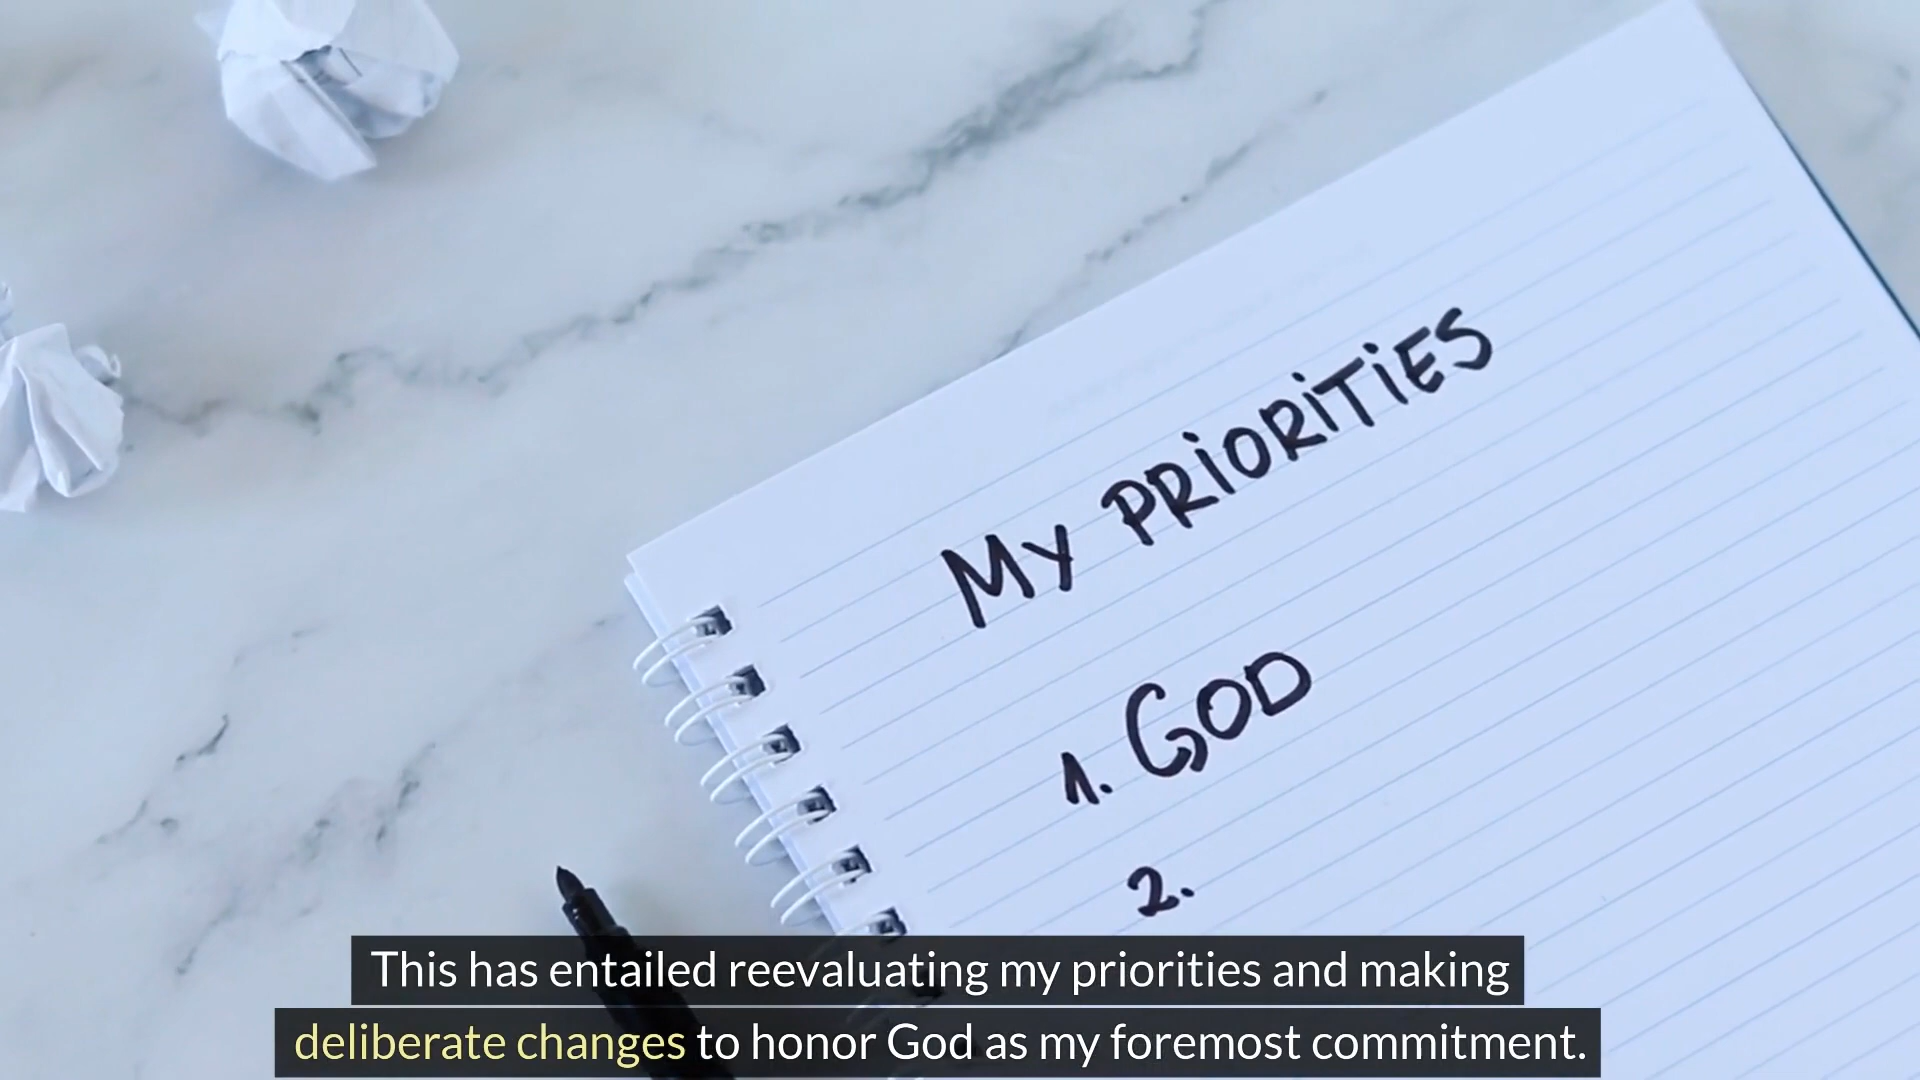 My PRiORiTiES
1. GOD
2.
This has entailed reevaluating my priorities and making
deliberate changes to honor God as my foremost commitment.